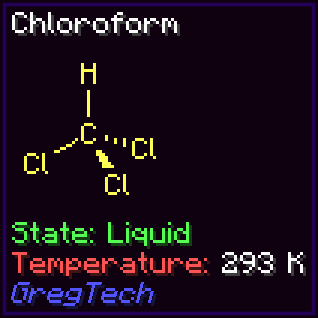 Chloroform
H
C
Cl
Cl
Cl
State: Liquid
Temperature: 293 K
GregTech